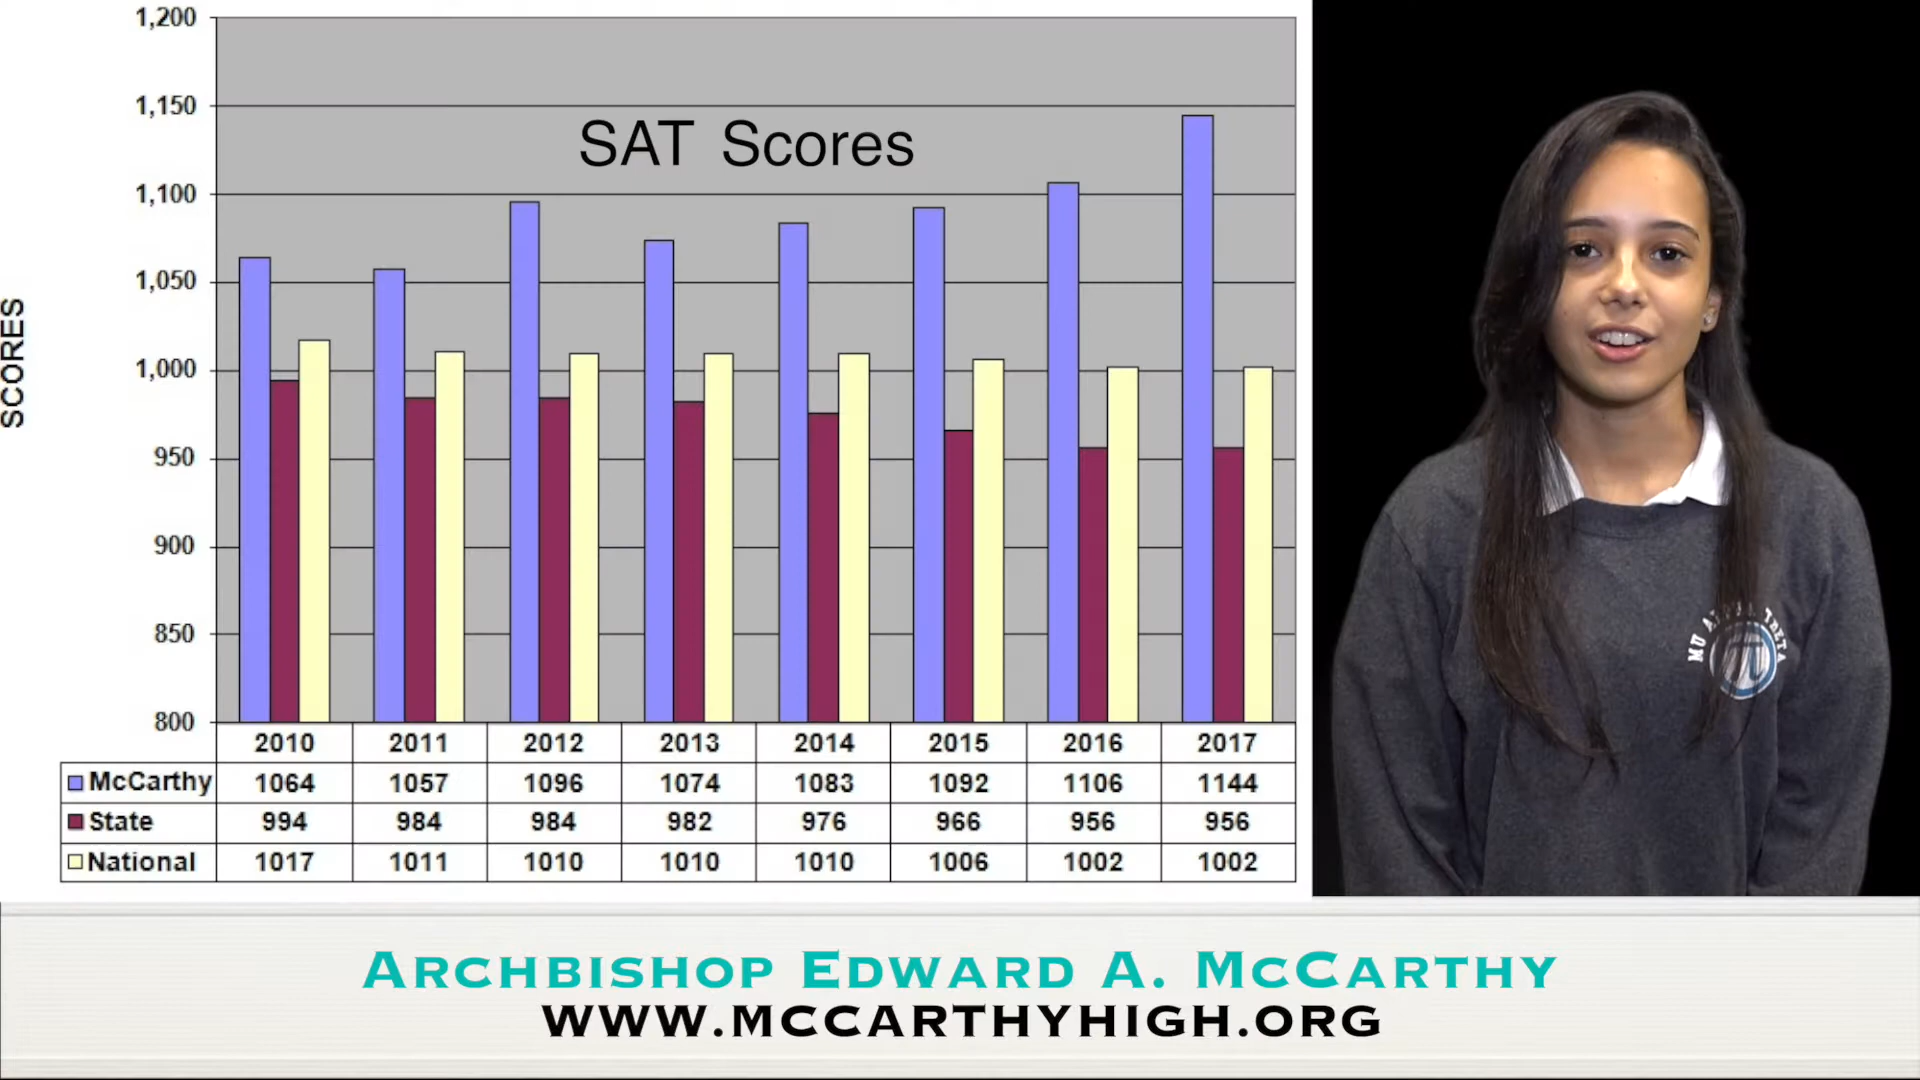 SAT Scores
SCORES
1,200
1,150
1,100
1,050
1,000
950
900
850
800
2010 2011 2012 2013 2014 2015 2016 2017
McCarthy 1064 1057 1096 1074 1083 1092 1106 1144
State 994 984 984 982 976 966 956 956
National 1017 1011 1010 1010 1010 1006 1002 1002
MU THETA
ARCHBISHOP EDWARD A. MCCARTHY
WWW.MCCARTHYHIGH.ORG